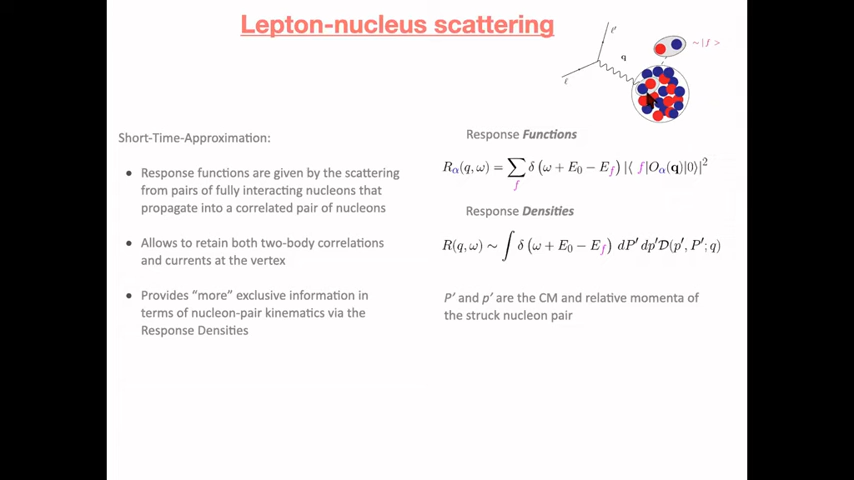 Lepton-nucleus scattering
ℓ′
q
ℓ
~ |f >
Short-Time-Approximation:
• Response functions are given by the scattering
from pairs of fully interacting nucleons that
propagate into a correlated pair of nucleons
• Allows to retain both two-body correlations
and currents at the vertex
• Provides “more” exclusive information in
terms of nucleon-pair kinematics via the
Response Densities
Response Functions
R_α(q, ω) = ∑_f δ (ω + E_0 − E_f) |⟨ f|O_α(q)|0⟩|²
Response Densities
R(q, ω) ∼ ∫ δ (ω + E_0 − E_f) dP′ dp′ 𝒟(p′, P′; q)
P′ and p′ are the CM and relative momenta of
the struck nucleon pair